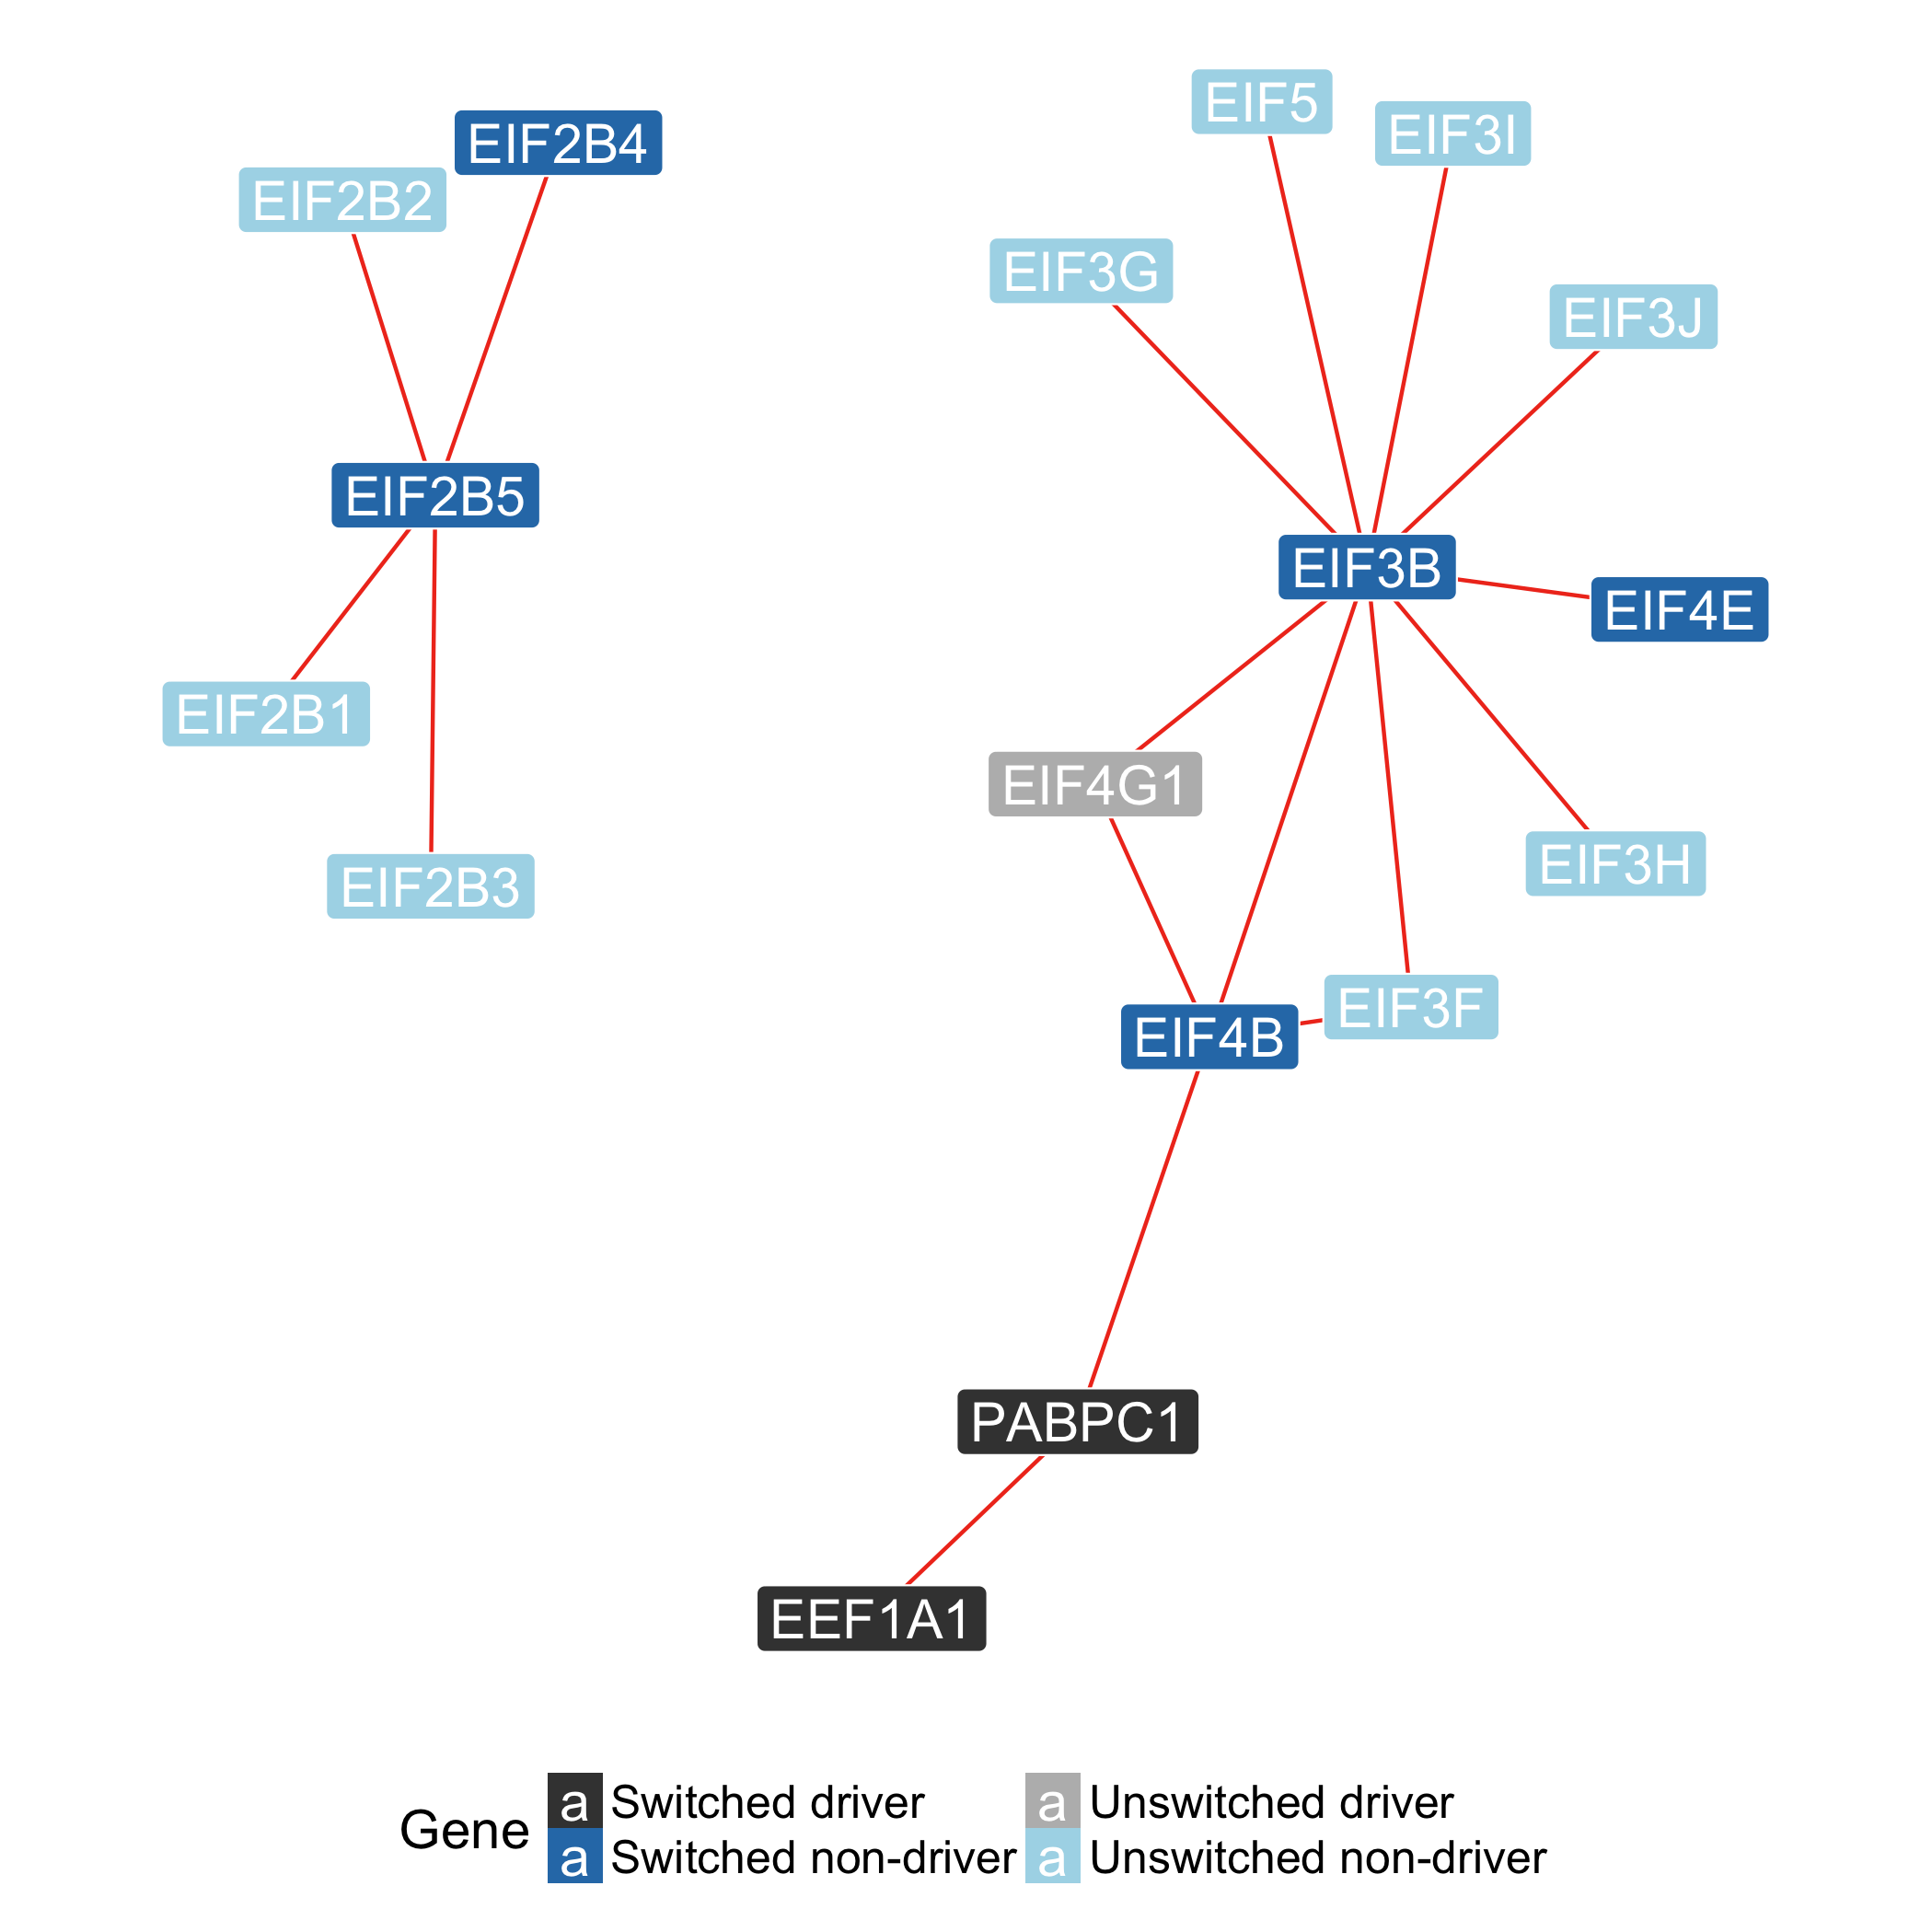 EIF5
EIF3I
EIF2B4
EIF2B2
EIF3G
EIF3J
EIF2B5
EIF3B
EIF4E
EIF2B1
EIF4G1
EIF3H
EIF2B3
EIF3F
EIF4B
PABPC1
EEF1A1
Gene
a Switched driver
a Unswitched driver
a Switched non-driver
a Unswitched non-driver